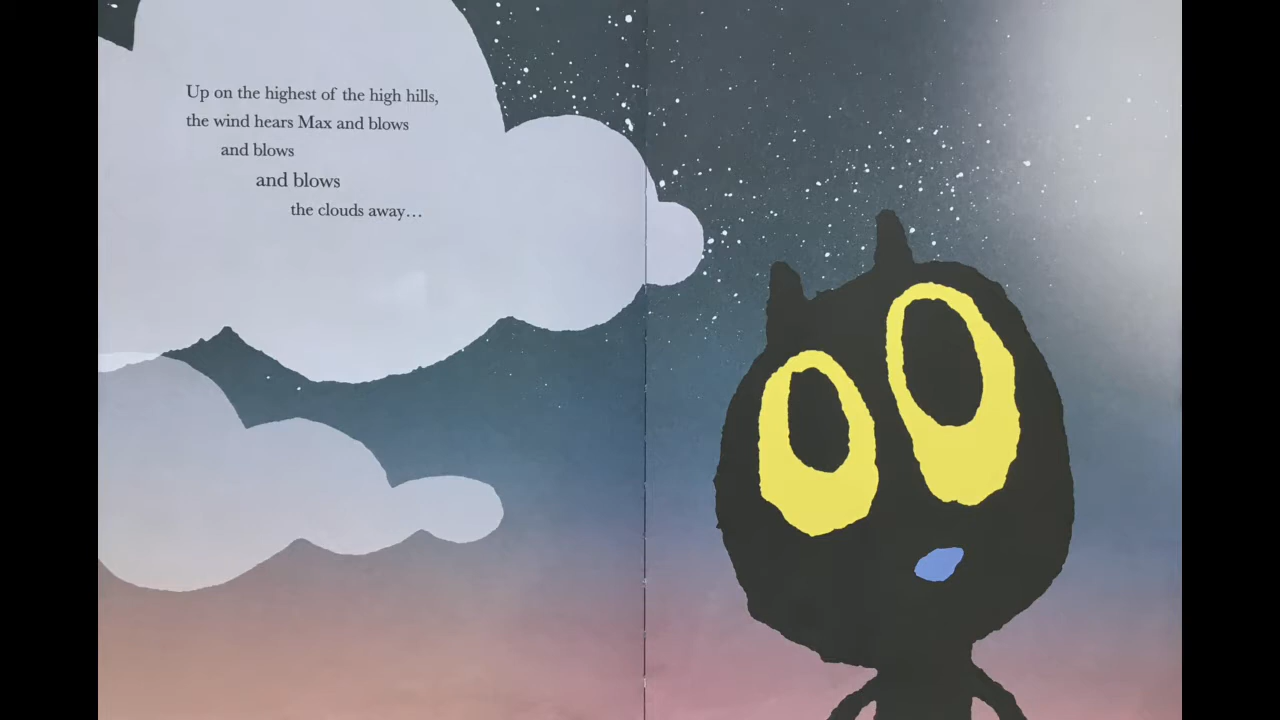 Up on the highest of the high hills,
the wind hears Max and blows
and blows
and blows
the clouds away...